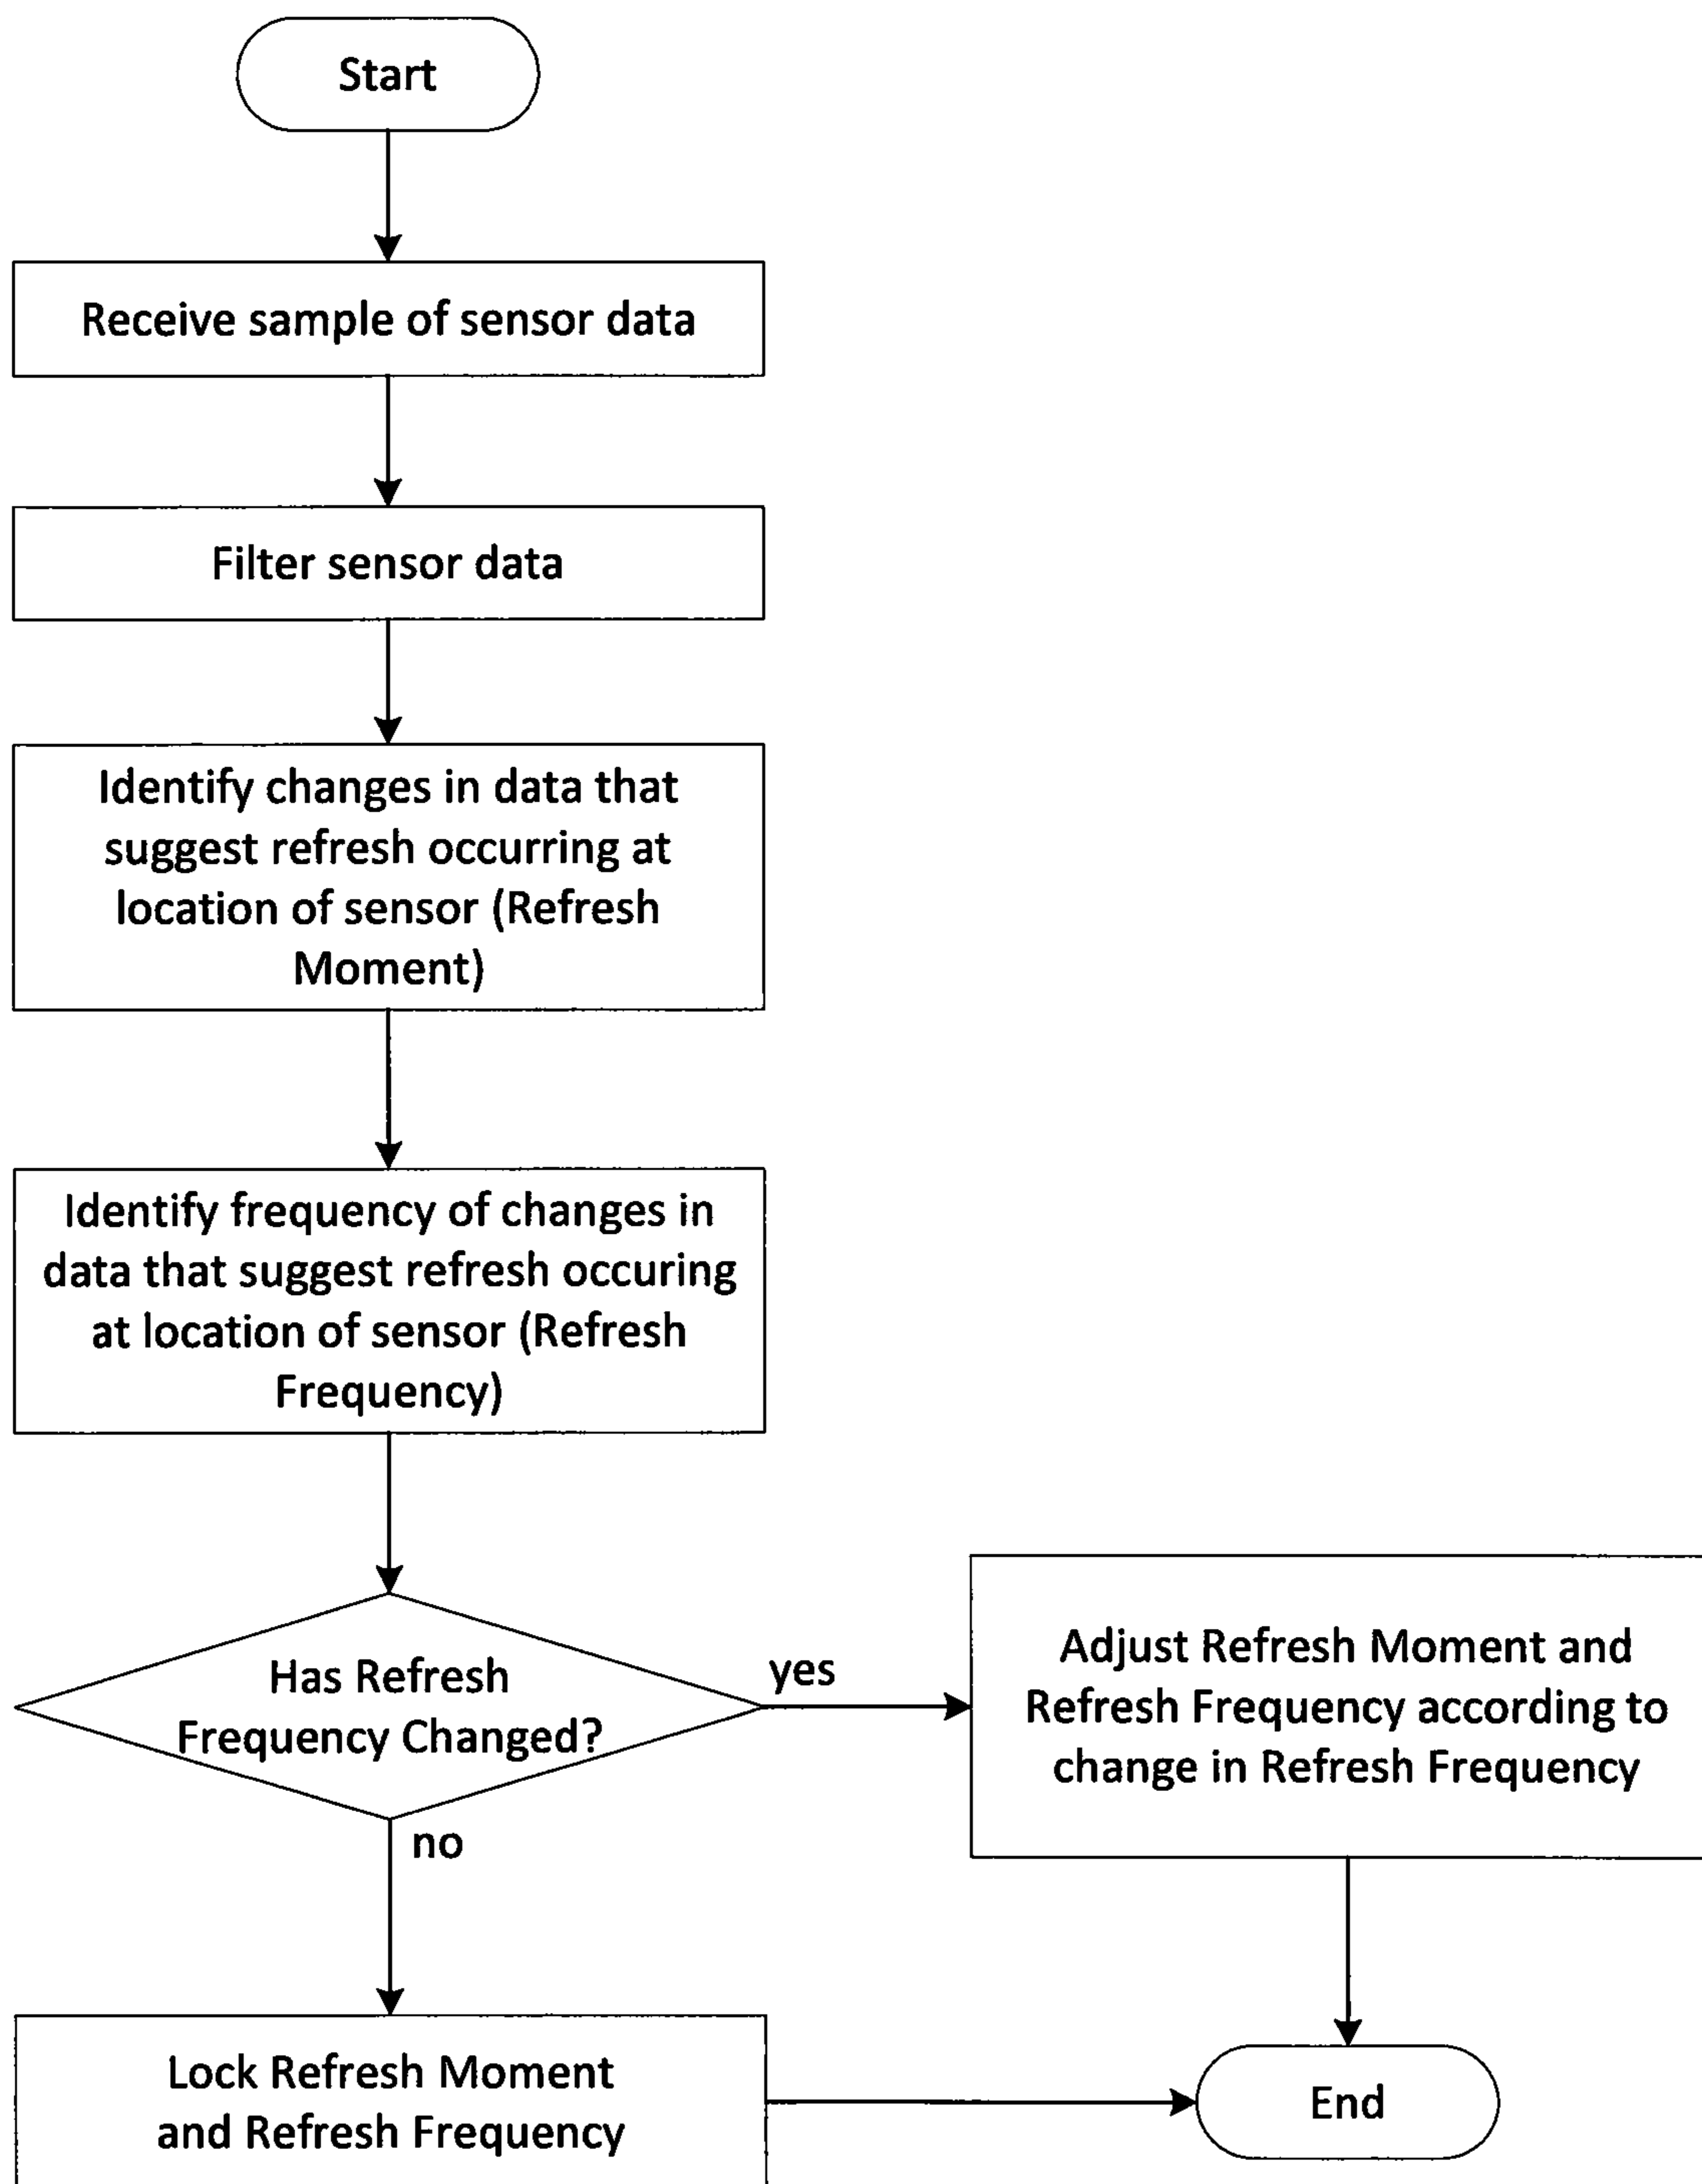 Start
Receive sample of sensor data
Filter sensor data
Identify changes in data that
suggest refresh occurring at
location of sensor (Refresh
Moment)
Identify frequency of changes in
data that suggest refresh occuring
at location of sensor (Refresh
Frequency)
Has Refresh
Frequency Changed?
yes
Adjust Refresh Moment and
Refresh Frequency according to
change in Refresh Frequency
no
Lock Refresh Moment
and Refresh Frequency
End